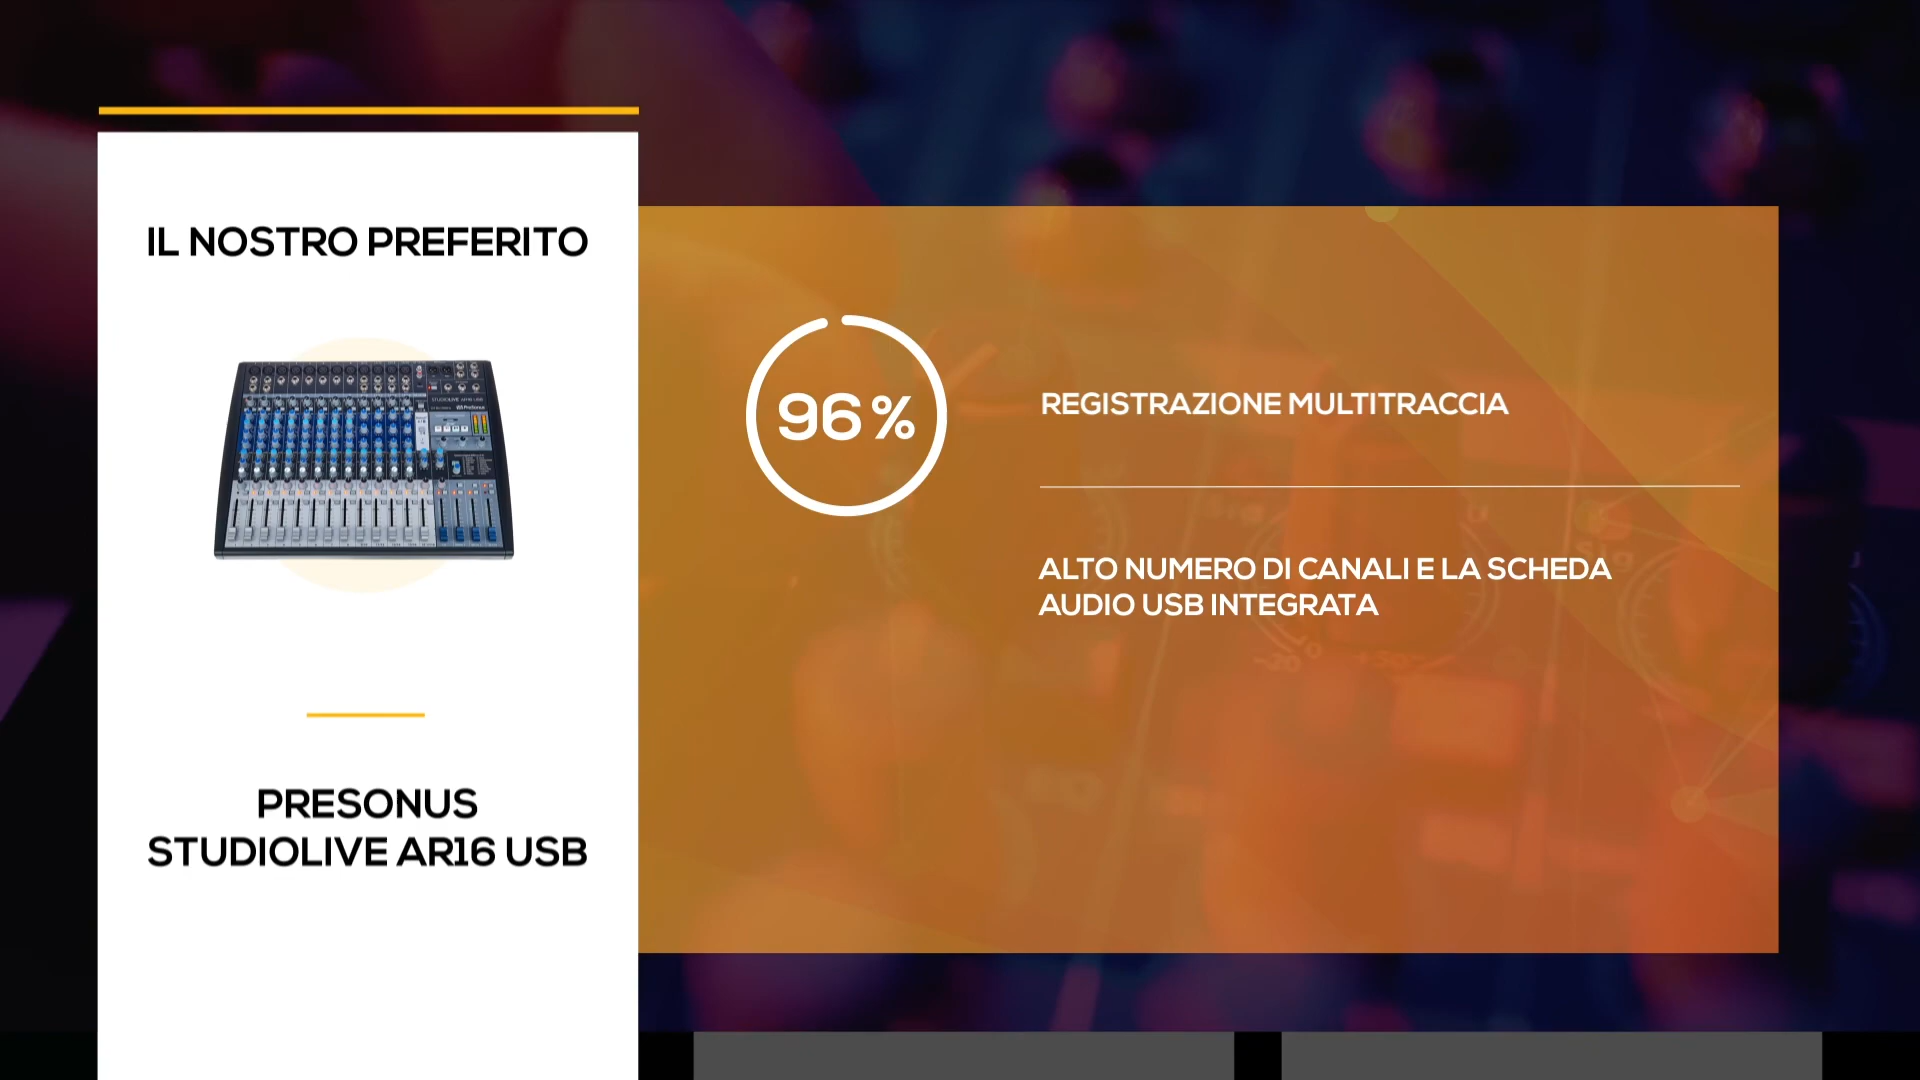 IL NOSTRO PREFERITO
PRESONUS
STUDIOLIVE AR16 USB
96%
REGISTRAZIONE MULTITRACCIA
ALTO NUMERO DI CANALI E LA SCHEDA
AUDIO USB INTEGRATA